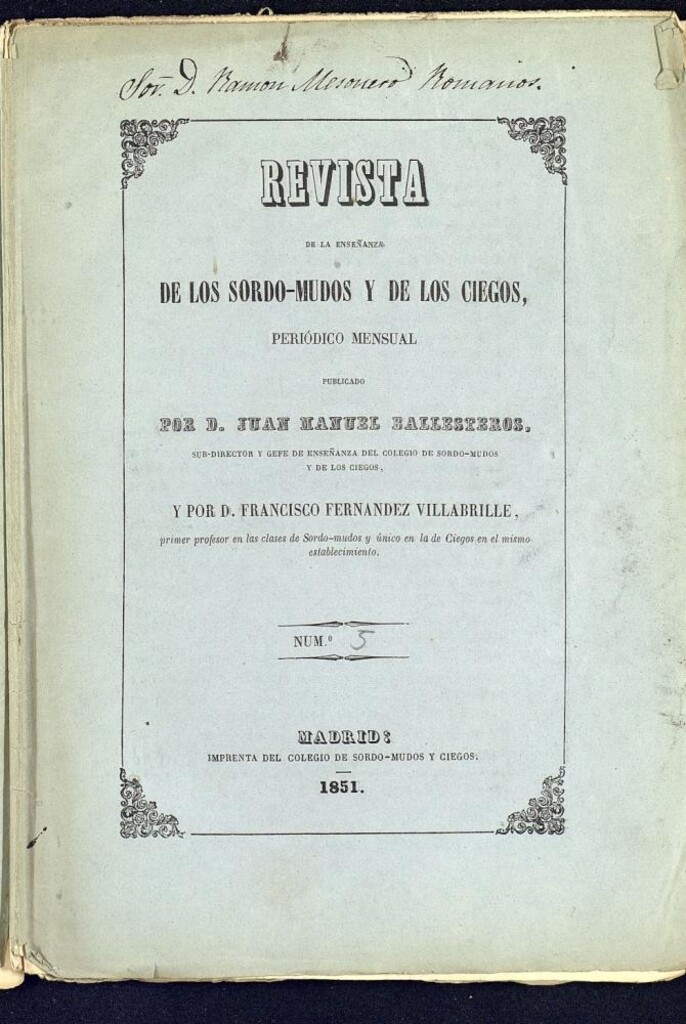 Sor. D. Ramon Mesonero Romanos.
REVISTA
DE LA ENSEÑANZA
DE LOS SORDO-MUDOS Y DE LOS CIEGOS,
PERIÓDICO MENSUAL
PUBLICADO
POR D. JUAN MANUEL BALLESTEROS,
SUB-DIRECTOR Y GEFE DE ENSEÑANZA DEL COLEGIO DE SORDO-MUDOS
Y DE LOS CIEGOS,
Y POR D. FRANCISCO FERNANDEZ VILLABRILLE,
primer profesor en las clases de Sordo-mudos y único en la de Ciegos en el mismo
establecimiento.
NUM.º 5
MADRID:
IMPRENTA DEL COLEGIO DE SORDO-MUDOS Y CIEGOS.
1851.